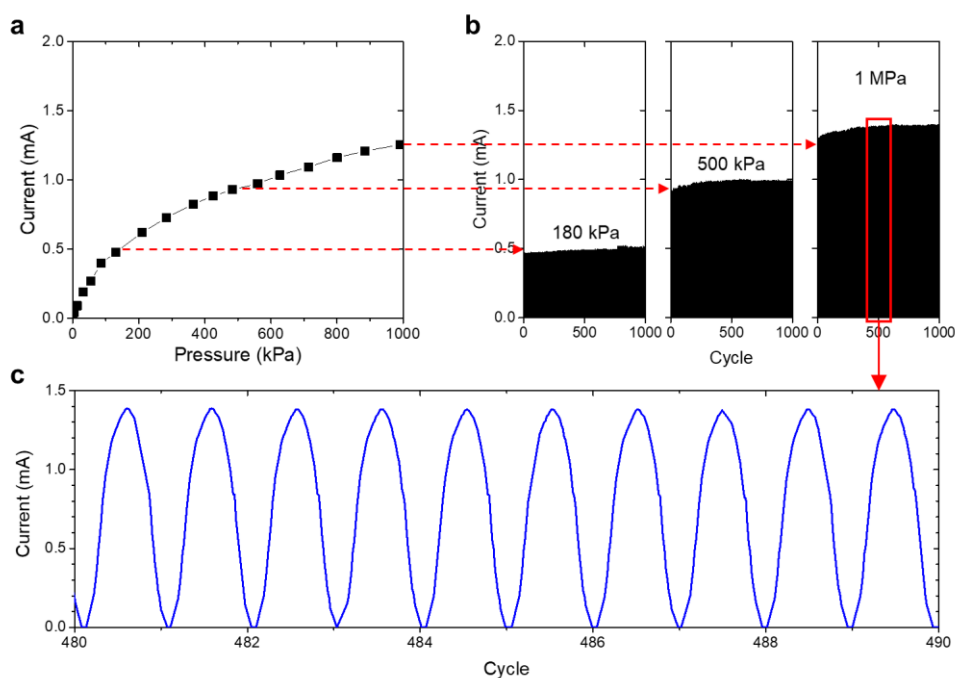 a
2.0
1.5
1.0
0.5
0.0
Current (mA)
0 200 400 600 800 1000
Pressure (kPa)
b
2.0
1.5
1.0
0.5
0.0
Current (mA)
180 kPa
500 kPa
1 MPa
0 500 1000
0 500 1000
0 500 1000
Cycle
c
1.5
1.0
0.5
0.0
Current (mA)
480 482 484 486 488 490
Cycle